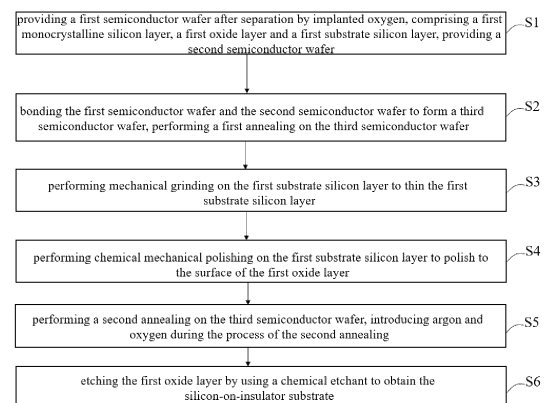 providing a first semiconductor wafer after separation by implanted oxygen, comprising a first
monocrystalline silicon layer, a first oxide layer and a first substrate silicon layer, providing a
second semiconductor wafer
S1
bonding the first semiconductor wafer and the second semiconductor wafer to form a third
semiconductor wafer, performing a first annealing on the third semiconductor wafer
S2
performing mechanical grinding on the first substrate silicon layer to thin the first
substrate silicon layer
S3
performing chemical mechanical polishing on the first substrate silicon layer to polish to
the surface of the first oxide layer
S4
performing a second annealing on the third semiconductor wafer, introducing argon and
oxygen during the process of the second annealing
S5
etching the first oxide layer by using a chemical etchant to obtain the
silicon-on-insulator substrate
S6